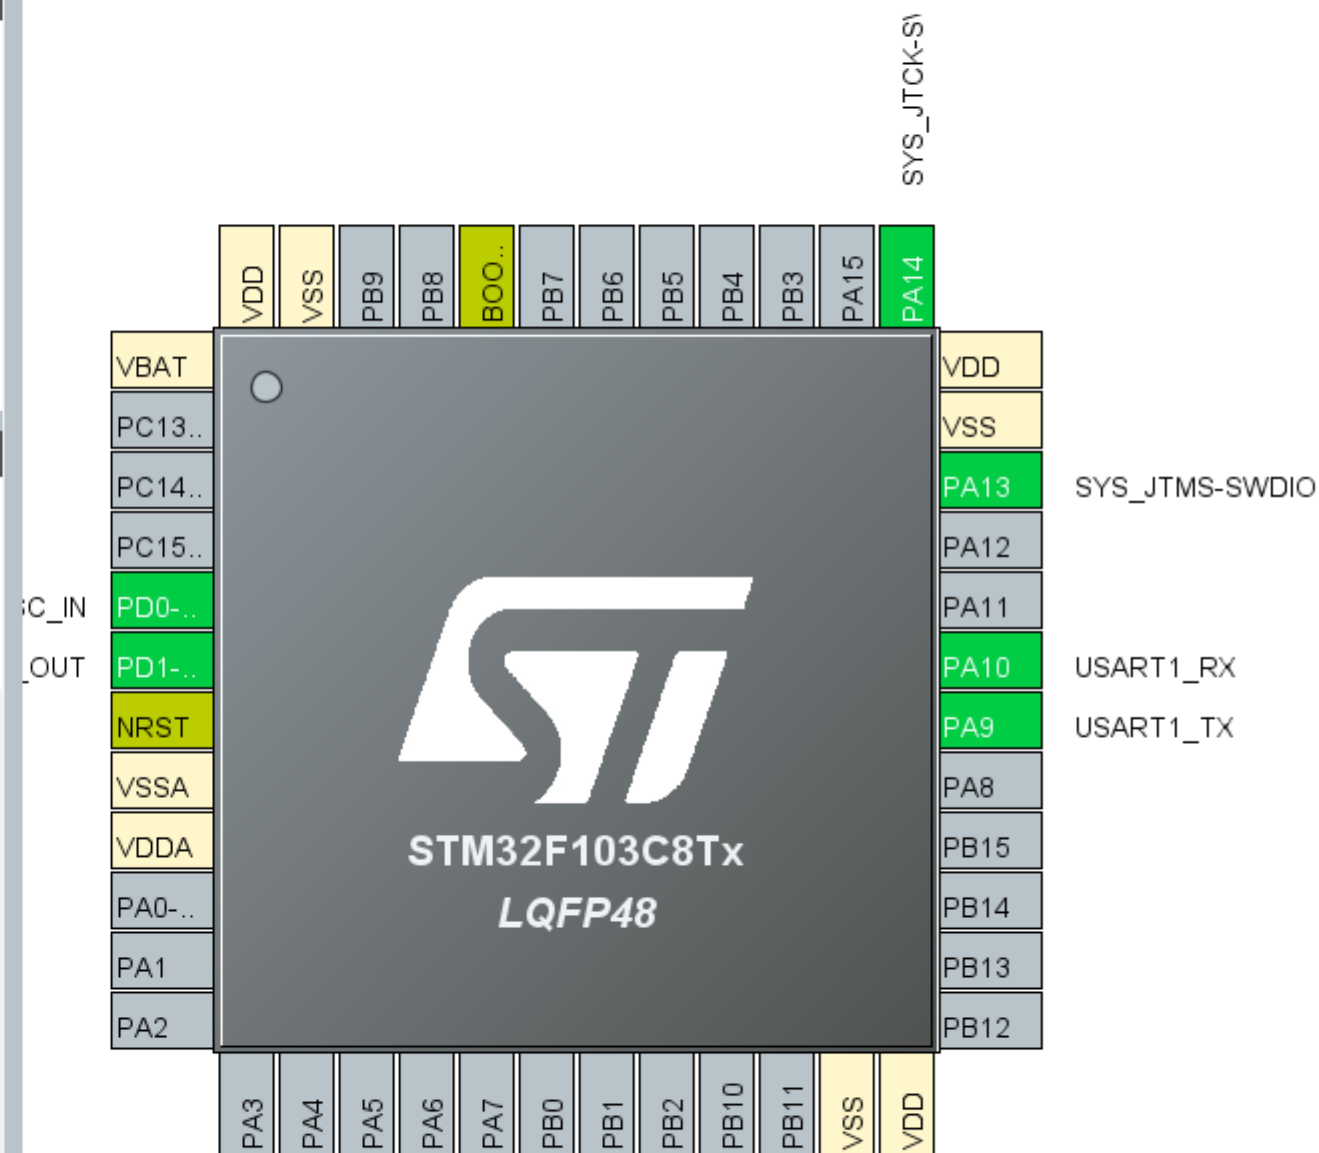 SYS_JTCK-S
VDD
VSS
PB9
PB8
BOO..
PB7
PB6
PB5
PB4
PB3
PA15
PA14
VBAT
PC13..
PC14..
PC15..
C_IN PD0-..
_OUT PD1-..
NRST
VSSA
VDDA
PA0-..
PA1
PA2
STM32F103C8Tx
LQFP48
VDD
VSS
PA13 SYS_JTMS-SWDIO
PA12
PA11
PA10 USART1_RX
PA9 USART1_TX
PA8
PB15
PB14
PB13
PB12
PA3
PA4
PA5
PA6
PA7
PB0
PB1
PB2
PB10
PB11
VSS
VDD